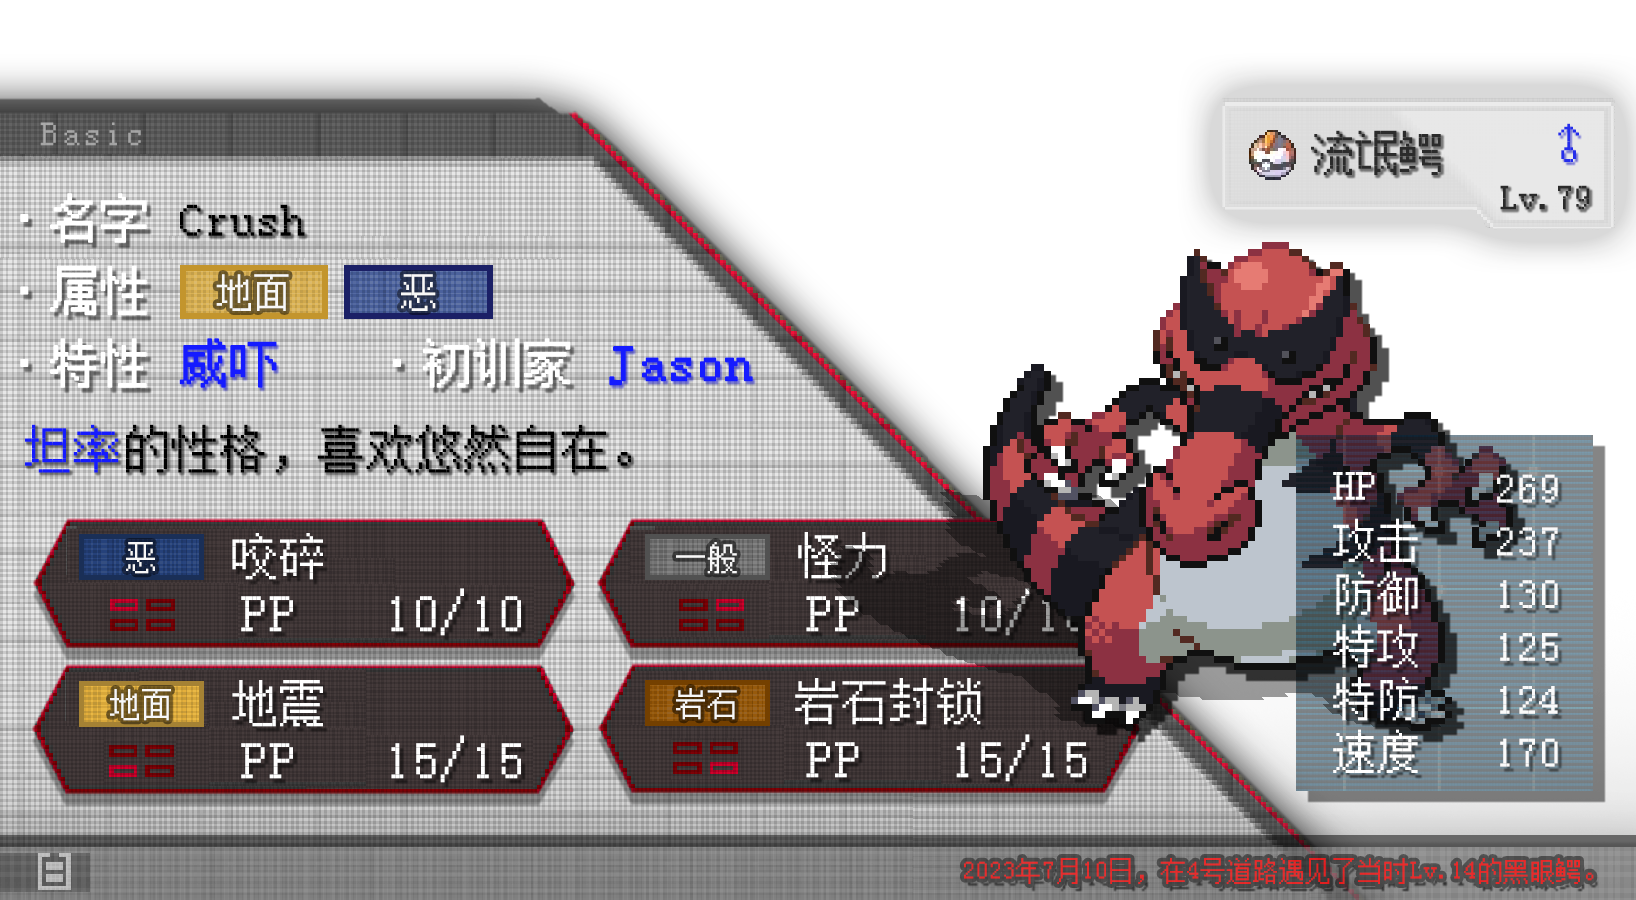 Basic
·名字 Crush
·属性 地面 恶
·特性 威吓 ·初训家 Jason
坦率的性格，喜欢悠然自在。
恶 咬碎
PP 10/10
一般 怪力
PP 10/10
地面 地震
PP 15/15
岩石 岩石封锁
PP 15/15
流氓鳄 ♂
Lv.79
HP 269
攻击 237
防御 130
特攻 125
特防 124
速度 170
2023年7月10日，在4号道路遇见了当时Lv.14的黑眼鳄。